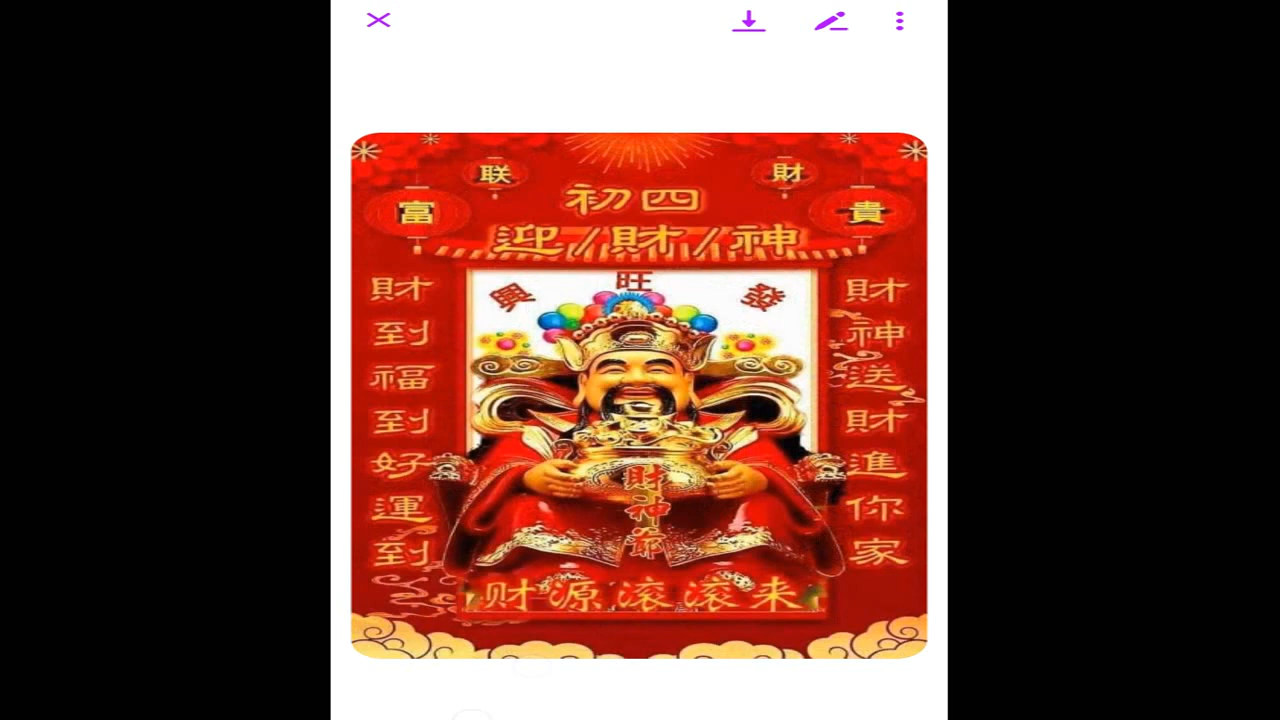 联 財
富 貴
初四
迎/財/神
興 旺 發
財神送財進你家
財到福到好運到
財神爺
财源滚滚来